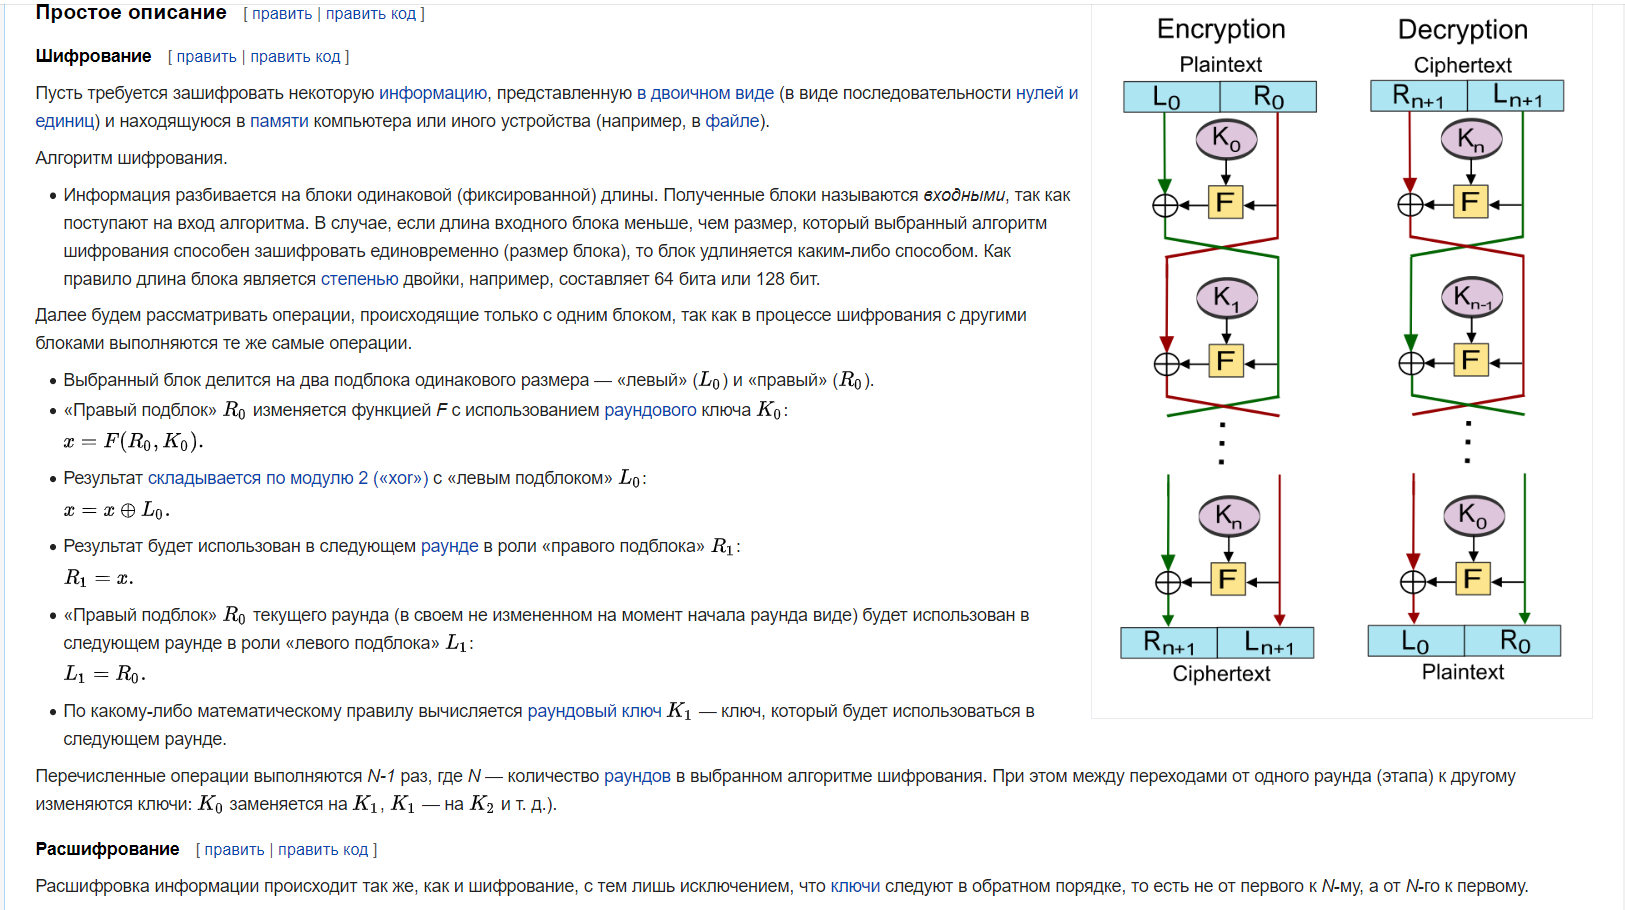 Простое описание [ править | править код ]
Шифрование [ править | править код ]
Пусть требуется зашифровать некоторую информацию, представленную в двоичном виде (в виде последовательности нулей и
единиц) и находящуюся в памяти компьютера или иного устройства (например, в файле).
Алгоритм шифрования.
• Информация разбивается на блоки одинаковой (фиксированной) длины. Полученные блоки называются входными, так как
поступают на вход алгоритма. В случае, если длина входного блока меньше, чем размер, который выбранный алгоритм
шифрования способен зашифровать единовременно (размер блока), то блок удлиняется каким-либо способом. Как
правило длина блока является степенью двойки, например, составляет 64 бита или 128 бит.
Далее будем рассматривать операции, происходящие только с одним блоком, так как в процессе шифрования с другими
блоками выполняются те же самые операции.
• Выбранный блок делится на два подблока одинакового размера — «левый» (L₀) и «правый» (R₀).
• «Правый подблок» R₀ изменяется функцией F с использованием раундового ключа K₀:
x = F(R₀, K₀).
• Результат складывается по модулю 2 («xor») с «левым подблоком» L₀:
x = x ⊕ L₀.
• Результат будет использован в следующем раунде в роли «правого подблока» R₁:
R₁ = x.
• «Правый подблок» R₀ текущего раунда (в своем не измененном на момент начала раунда виде) будет использован в
следующем раунде в роли «левого подблока» L₁:
L₁ = R₀.
• По какому-либо математическому правилу вычисляется раундовый ключ K₁ — ключ, который будет использоваться в
следующем раунде.
Перечисленные операции выполняются N-1 раз, где N — количество раундов в выбранном алгоритме шифрования. При этом между переходами от одного раунда (этапа) к другому
изменяются ключи: K₀ заменяется на K₁, K₁ — на K₂ и т. д.).
Расшифрование [ править | править код ]
Расшифровка информации происходит так же, как и шифрование, с тем лишь исключением, что ключи следуют в обратном порядке, то есть не от первого к N-му, а от N-го к первому.
Encryption
Plaintext
L₀ R₀
K₀
F
K₁
F
Kₙ
F
Rₙ₊₁ Lₙ₊₁
Ciphertext
Decryption
Ciphertext
Rₙ₊₁ Lₙ₊₁
Kₙ
F
Kₙ₋₁
F
K₀
F
L₀ R₀
Plaintext